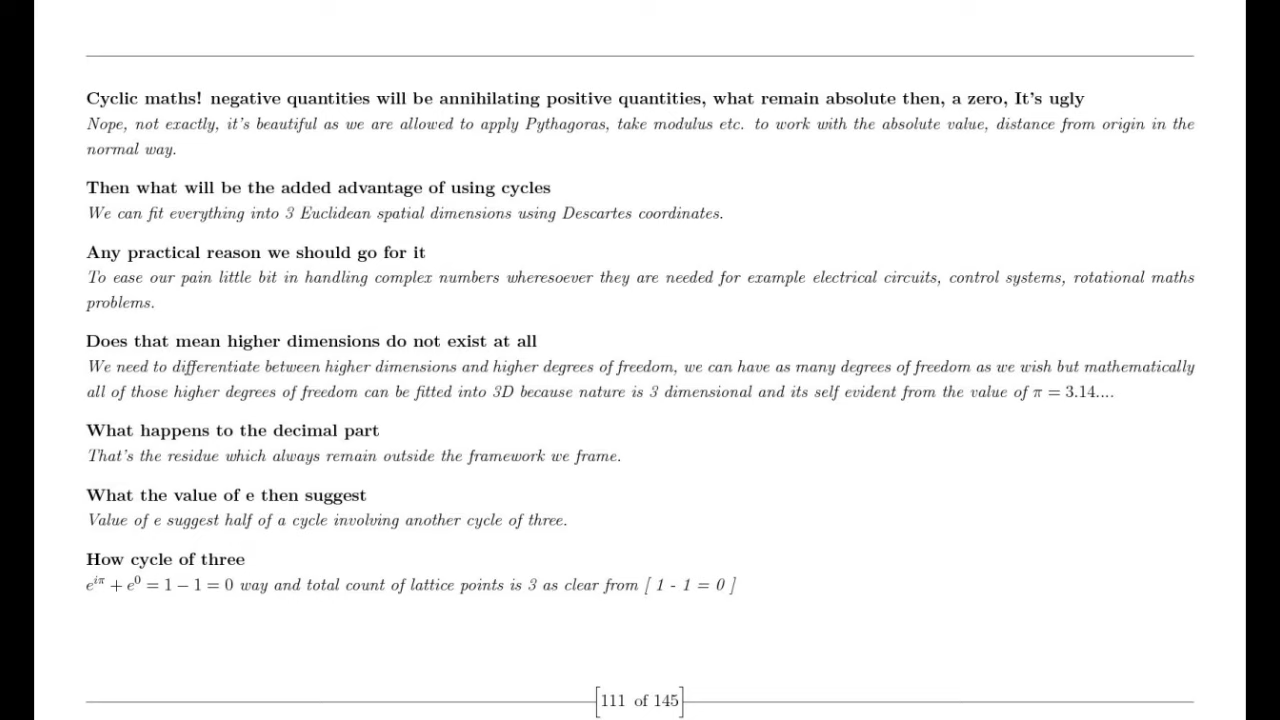 Cyclic maths! negative quantities will be annihilating positive quantities, what remain absolute then, a zero, It's ugly
Nope, not exactly, it's beautiful as we are allowed to apply Pythagoras, take modulus etc. to work with the absolute value, distance from origin in the
normal way.
Then what will be the added advantage of using cycles
We can fit everything into 3 Euclidean spatial dimensions using Descartes coordinates.
Any practical reason we should go for it
To ease our pain little bit in handling complex numbers wheresoever they are needed for example electrical circuits, control systems, rotational maths
problems.
Does that mean higher dimensions do not exist at all
We need to differentiate between higher dimensions and higher degrees of freedom, we can have as many degrees of freedom as we wish but mathematically
all of those higher degrees of freedom can be fitted into 3D because nature is 3 dimensional and its self evident from the value of π = 3.14....
What happens to the decimal part
That's the residue which always remain outside the framework we frame.
What the value of e then suggest
Value of e suggest half of a cycle involving another cycle of three.
How cycle of three
e^{iπ} + e^0 = 1 − 1 = 0 way and total count of lattice points is 3 as clear from [ 1 - 1 = 0 ]
[111 of 145]